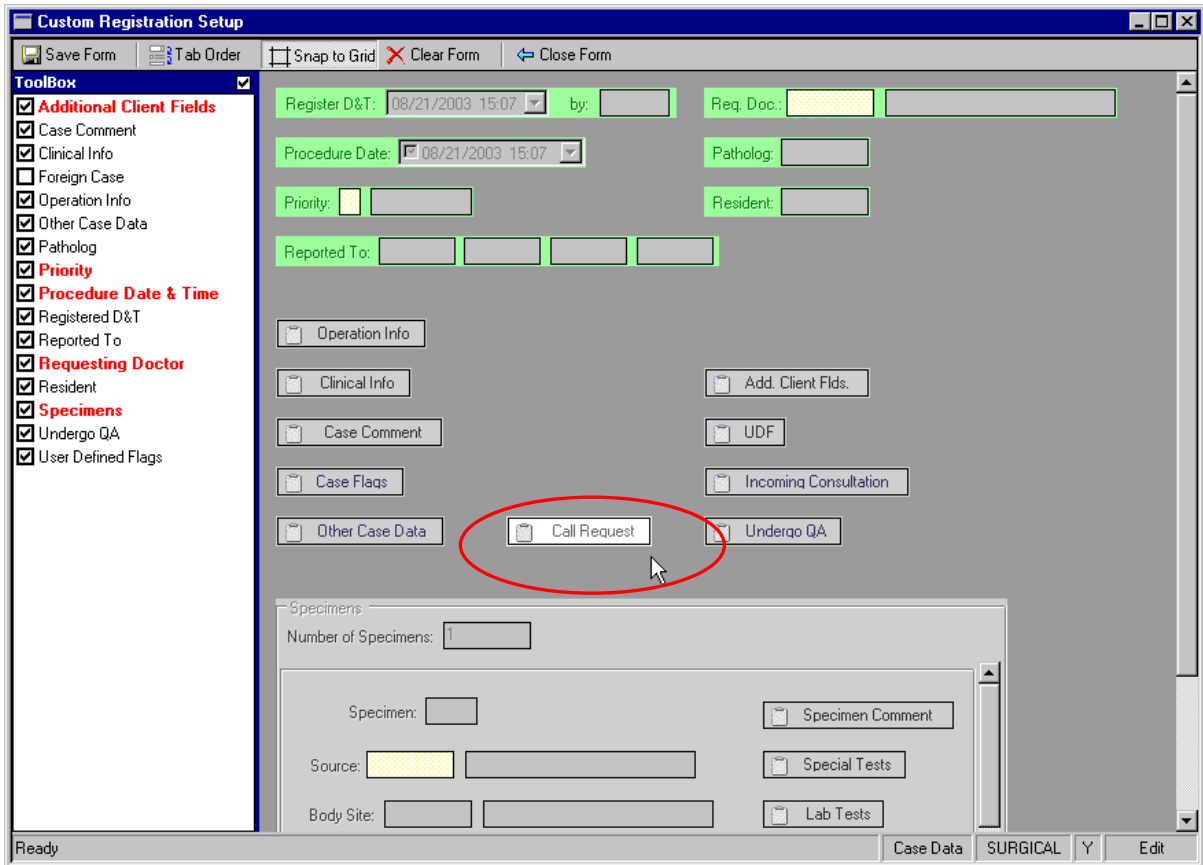 Custom Registration Setup
Save Form Tab Order Snap to Grid Clear Form Close Form
ToolBox
Additional Client Fields
Case Comment
Clinical Info
Foreign Case
Operation Info
Other Case Data
Patholog
Priority
Procedure Date & Time
Registered D&T
Reported To
Requesting Doctor
Resident
Specimens
Undergo QA
User Defined Flags
Register D&T: 08/21/2003 15:07 by: Req. Doc.:
Procedure Date: 08/21/2003 15:07 Patholog:
Priority: Resident:
Reported To:
Operation Info
Clinical Info Add. Client Flds.
Case Comment UDF
Case Flags Incoming Consultation
Other Case Data Call Request Undergo QA
Specimens
Number of Specimens: 1
Specimen: Specimen Comment
Source: Special Tests
Body Site: Lab Tests
Ready Case Data SURGICAL Y Edit